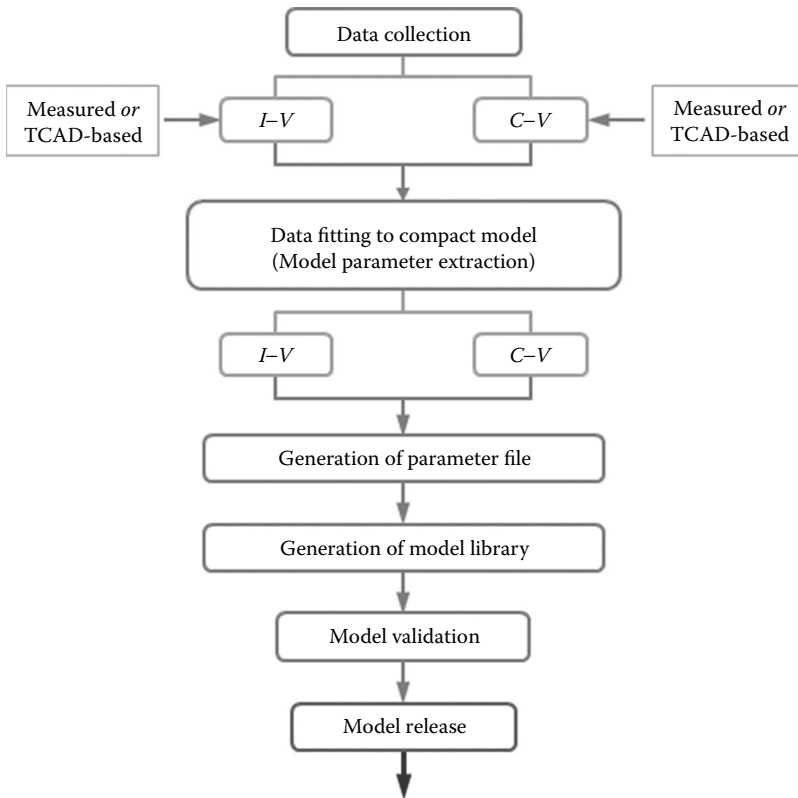 Data collection
Measured or
TCAD-based
I–V
C–V
Measured or
TCAD-based
Data fitting to compact model
(Model parameter extraction)
I–V
C–V
Generation of parameter file
Generation of model library
Model validation
Model release